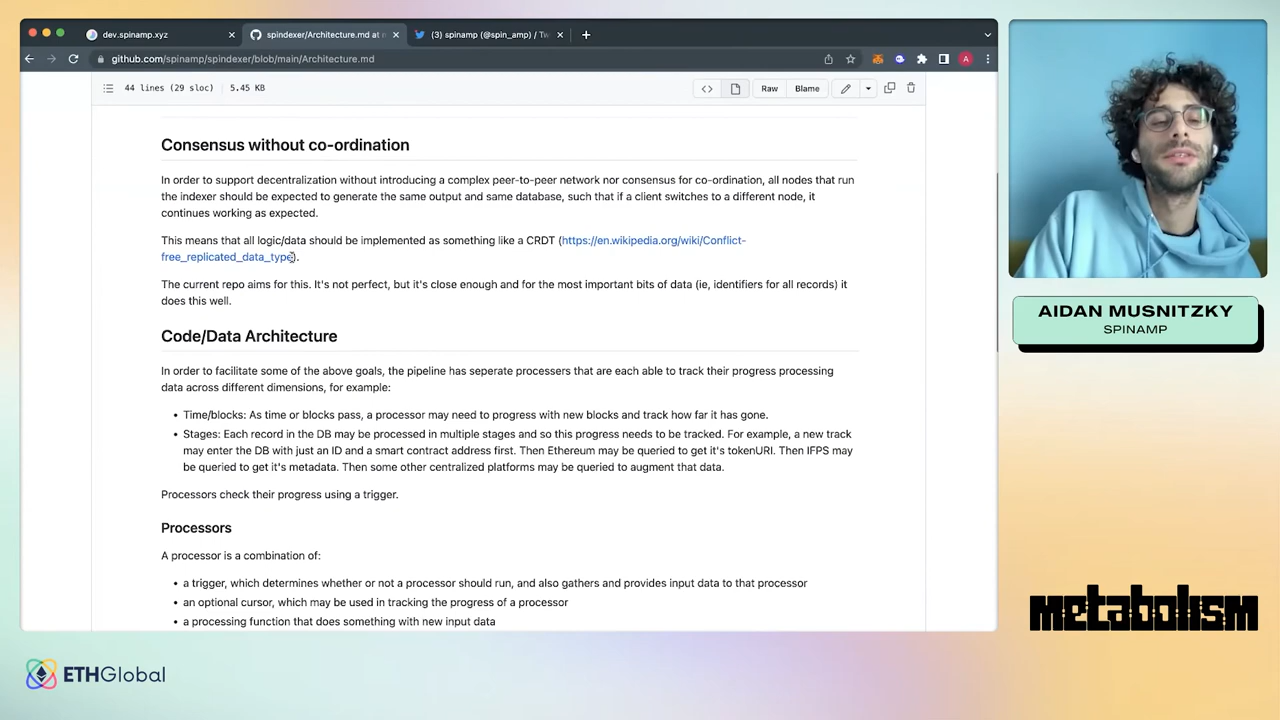 dev.spinamp.xyz
spindexer/Architecture.md at m
(3) spinamp (@spin_amp) / Tw
github.com/spinamp/spindexer/blob/main/Architecture.md
A
44 lines (29 sloc)
5.45 KB
Raw
Blame
Consensus without co-ordination
In order to support decentralization without introducing a complex peer-to-peer network nor consensus for co-ordination, all nodes that run
the indexer should be expected to generate the same output and same database, such that if a client switches to a different node, it
continues working as expected.
This means that all logic/data should be implemented as something like a CRDT (https://en.wikipedia.org/wiki/Conflict-
free_replicated_data_type).
The current repo aims for this. It's not perfect, but it's close enough and for the most important bits of data (ie, identifiers for all records) it
does this well.
Code/Data Architecture
In order to facilitate some of the above goals, the pipeline has seperate processers that are each able to track their progress processing
data across different dimensions, for example:
• Time/blocks: As time or blocks pass, a processor may need to progress with new blocks and track how far it has gone.
• Stages: Each record in the DB may be processed in multiple stages and so this progress needs to be tracked. For example, a new track
may enter the DB with just an ID and a smart contract address first. Then Ethereum may be queried to get it's tokenURI. Then IFPS may
be queried to get it's metadata. Then some other centralized platforms may be queried to augment that data.
Processors check their progress using a trigger.
Processors
A processor is a combination of:
• a trigger, which determines whether or not a processor should run, and also gathers and provides input data to that processor
• an optional cursor, which may be used in tracking the progress of a processor
• a processing function that does something with new input data
AIDAN MUSNITZKY
SPINAMP
metabolism
ETHGlobal